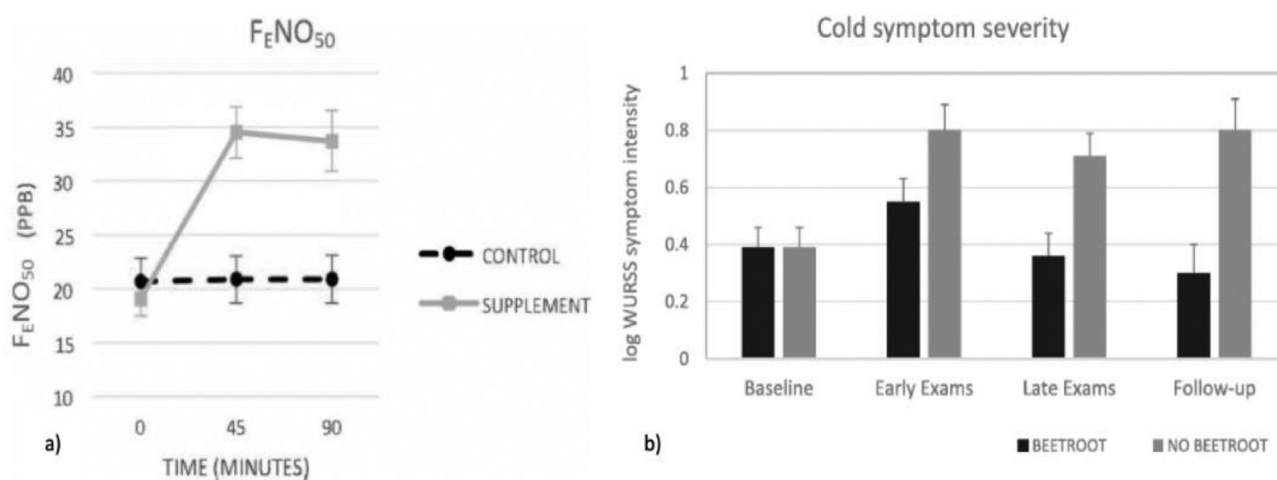 FENO50
40
35
30
25
20
15
10
FENO50 (PPB)
0 45 90
TIME (MINUTES)
CONTROL
SUPPLEMENT
a)
Cold symptom severity
1
0.8
0.6
0.4
0.2
0
log WURSS symptom intensity
Baseline Early Exams Late Exams Follow-up
BEETROOT NO BEETROOT
b)